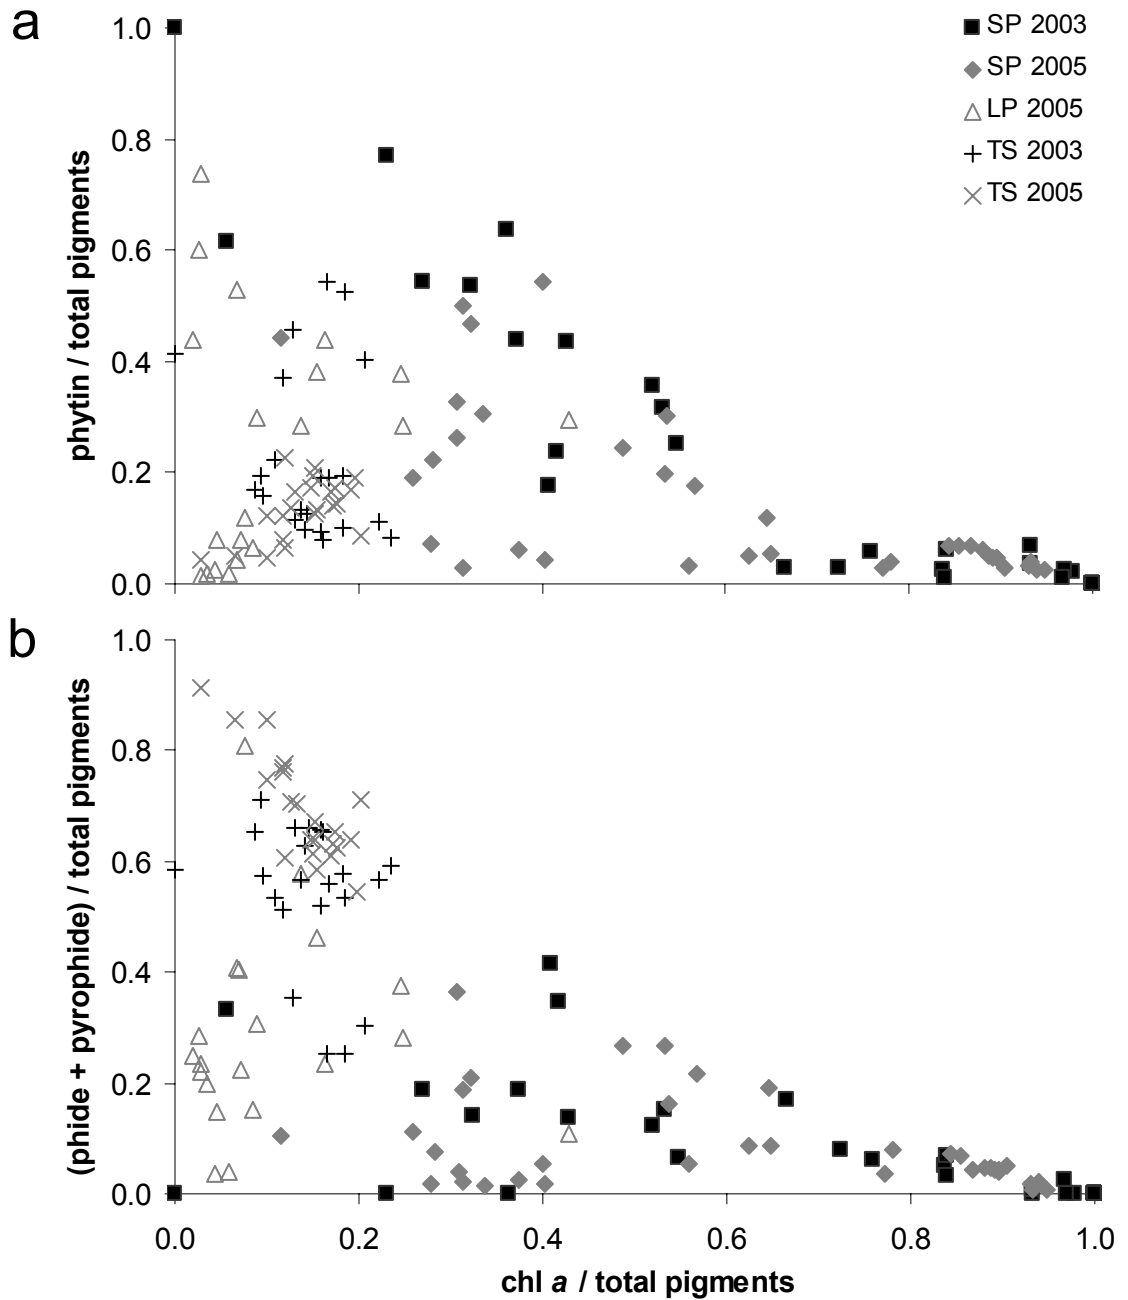 a
1.0
0.8
0.6
0.4
0.2
0.0
phytin / total pigments
SP 2003
SP 2005
LP 2005
TS 2003
TS 2005
b
1.0
0.8
0.6
0.4
0.2
0.0
(phide + pyrophide) / total pigments
0.0 0.2 0.4 0.6 0.8 1.0
chl a / total pigments